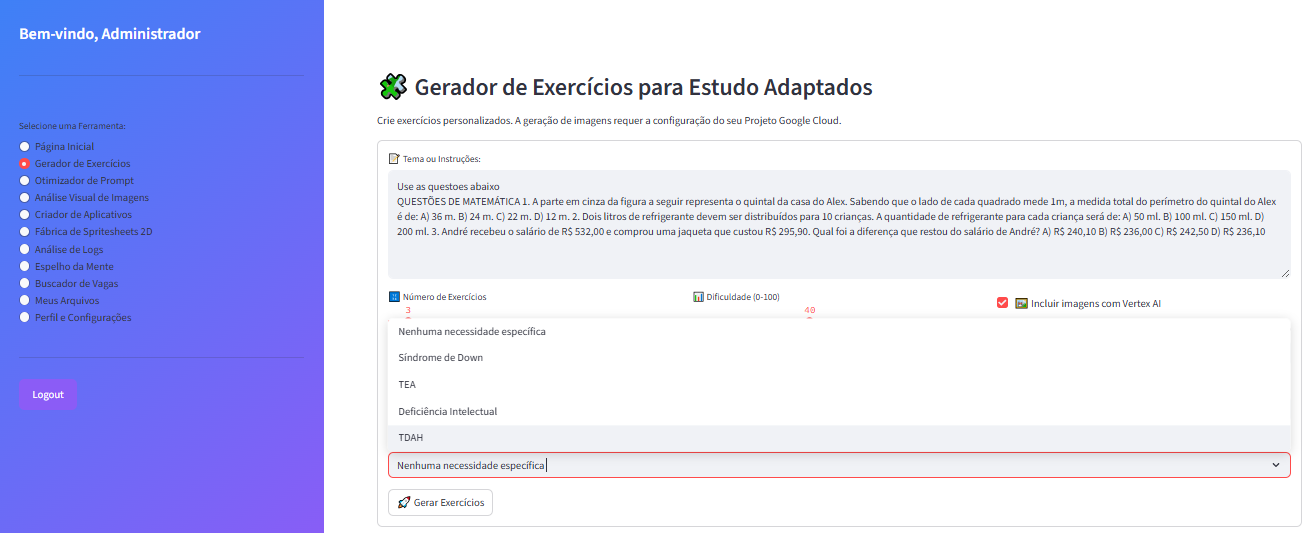 Bem-vindo, Administrador
Selecione uma Ferramenta:
Página Inicial
Gerador de Exercícios
Otimizador de Prompt
Análise Visual de Imagens
Criador de Aplicativos
Fábrica de Spritesheets 2D
Análise de Logs
Espelho da Mente
Buscador de Vagas
Meus Arquivos
Perfil e Configurações
Logout
Gerador de Exercícios para Estudo Adaptados
Crie exercícios personalizados. A geração de imagens requer a configuração do seu Projeto Google Cloud.
Tema ou Instruções:
Use as questoes abaixo
QUESTÕES DE MATEMÁTICA 1. A parte em cinza da figura a seguir representa o quintal da casa do Alex. Sabendo que o lado de cada quadrado mede 1m, a medida total do perímetro do quintal do Alex
é de: A) 36 m. B) 24 m. C) 22 m. D) 12 m. 2. Dois litros de refrigerante devem ser distribuídos para 10 crianças. A quantidade de refrigerante para cada criança será de: A) 50 ml. B) 100 ml. C) 150 ml. D)
200 ml. 3. André recebeu o salário de R$ 532,00 e comprou uma jaqueta que custou R$ 295,90. Qual foi a diferença que restou do salário de André? A) R$ 240,10 B) R$ 236,00 C) R$ 242,50 D) R$ 236,10
Número de Exercícios
3
Dificuldade (0-100)
40
Incluir imagens com Vertex AI
Nenhuma necessidade específica
Síndrome de Down
TEA
Deficiência Intelectual
TDAH
Nenhuma necessidade específica
Gerar Exercícios